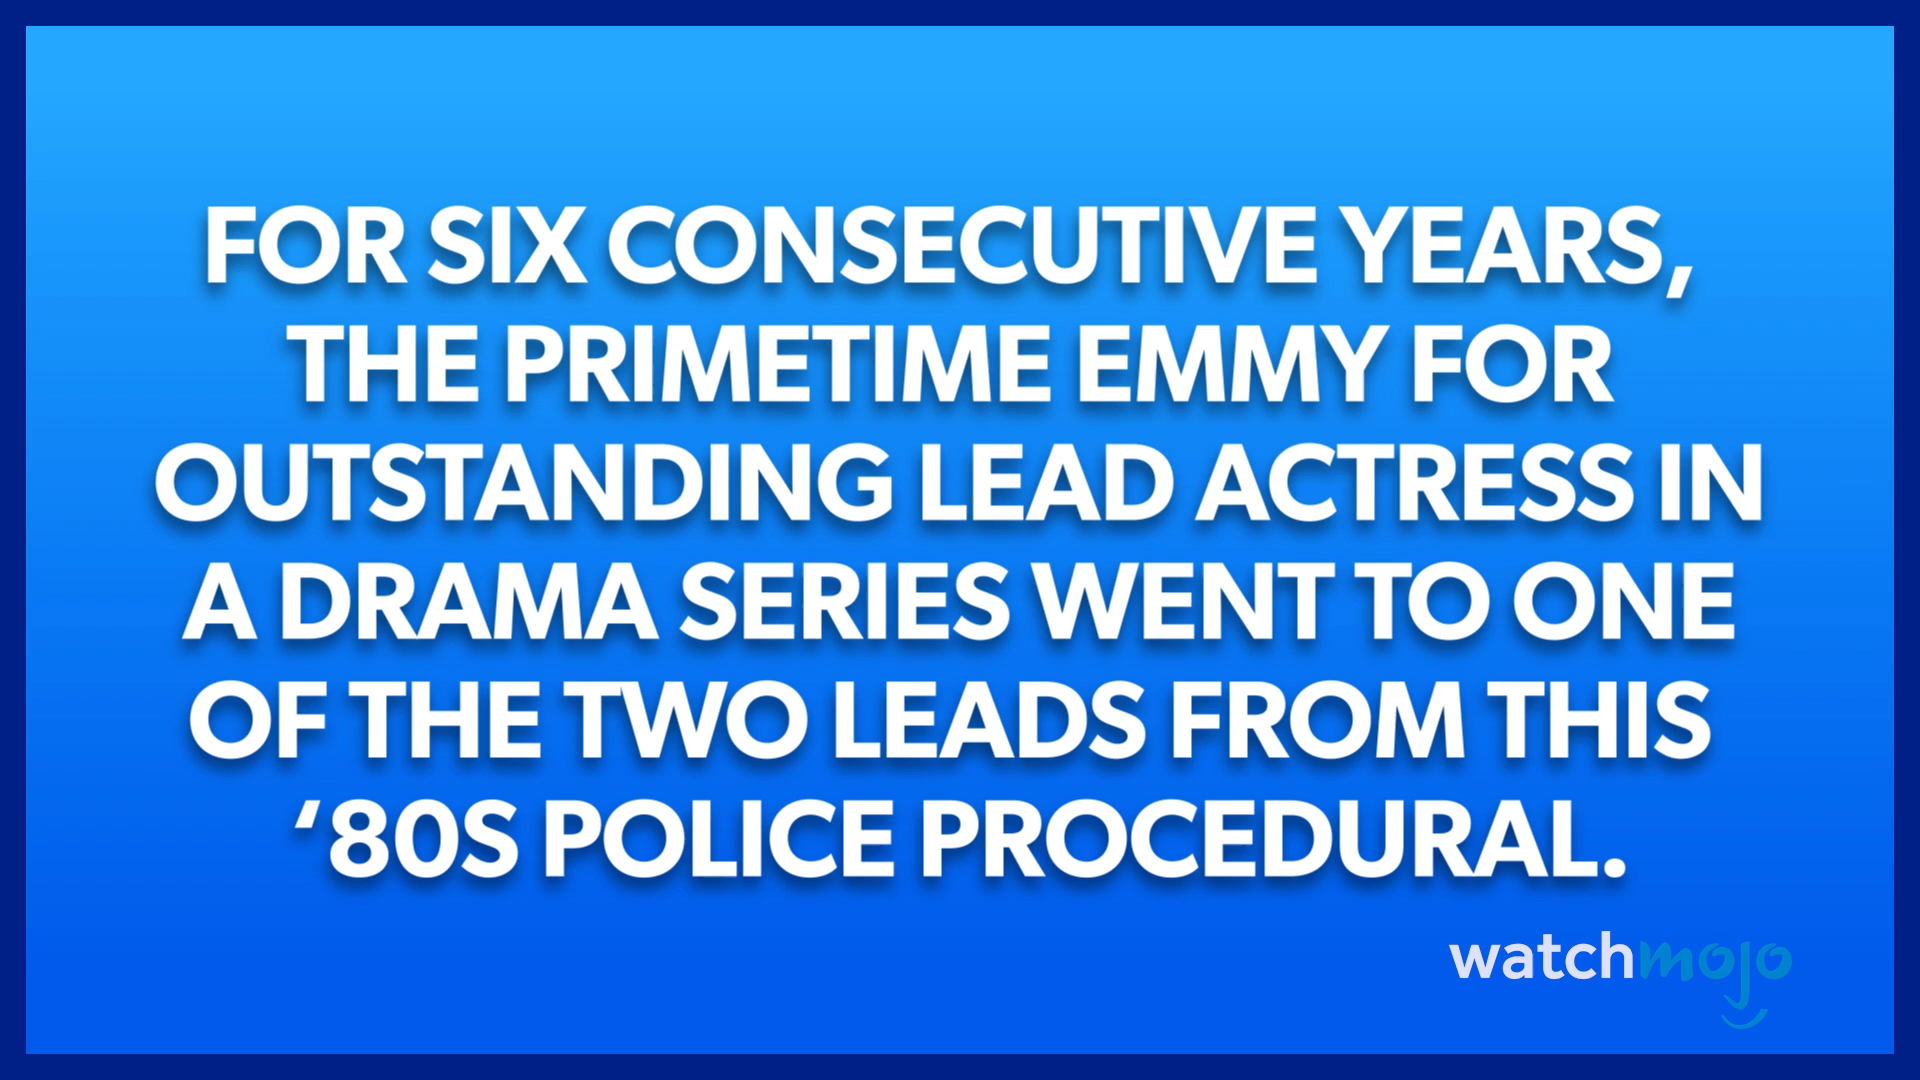 FOR SIX CONSECUTIVE YEARS,
THE PRIMETIME EMMY FOR
OUTSTANDING LEAD ACTRESS IN
A DRAMA SERIES WENT TO ONE
OF THE TWO LEADS FROM THIS
‘80S POLICE PROCEDURAL.
watchmojo